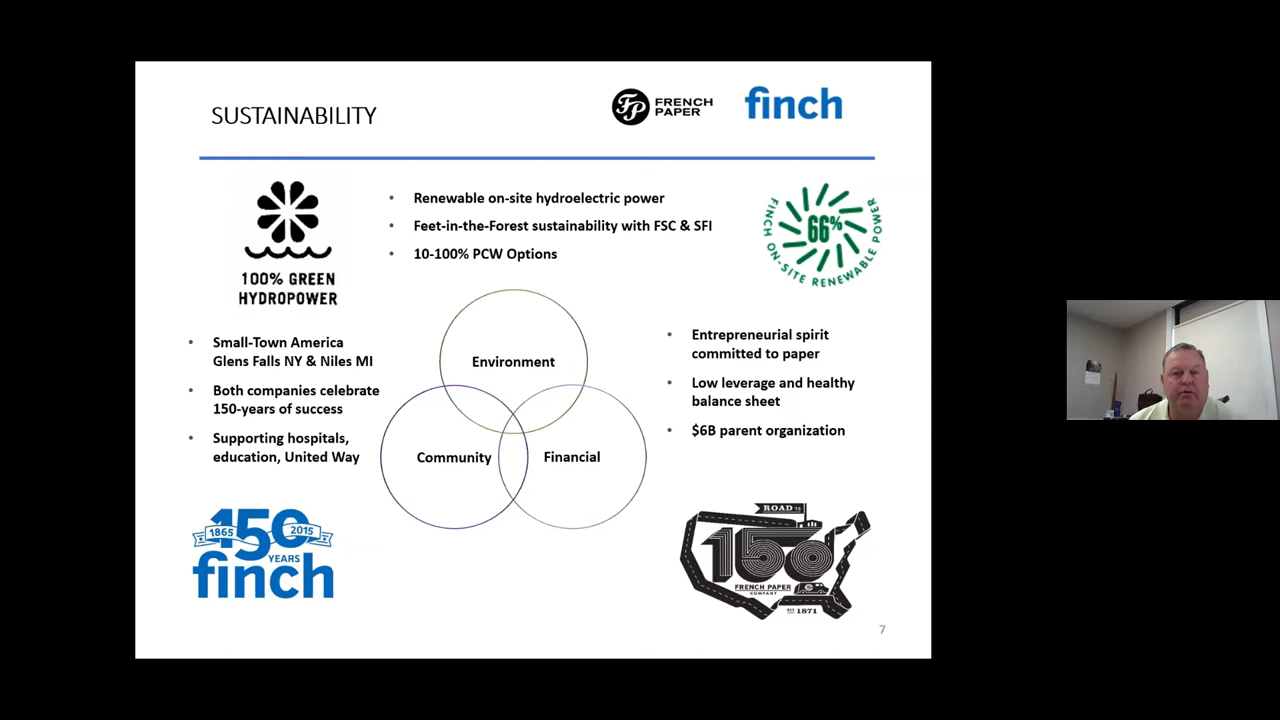 SUSTAINABILITY
FP FRENCH
PAPER
finch
100% GREEN
HYDROPOWER
• Renewable on-site hydroelectric power
• Feet-in-the-Forest sustainability with FSC & SFI
• 10-100% PCW Options
66%
FINCH ON-SITE RENEWABLE POWER
• Small-Town America
Glens Falls NY & Niles MI
• Both companies celebrate
150-years of success
• Supporting hospitals,
education, United Way
Environment
Community
Financial
• Entrepreneurial spirit
committed to paper
• Low leverage and healthy
balance sheet
• $6B parent organization
150
1865
2015
YEARS
finch
ROAD TO
150
FRENCH PAPER
COMPANY
EST. 1871
7